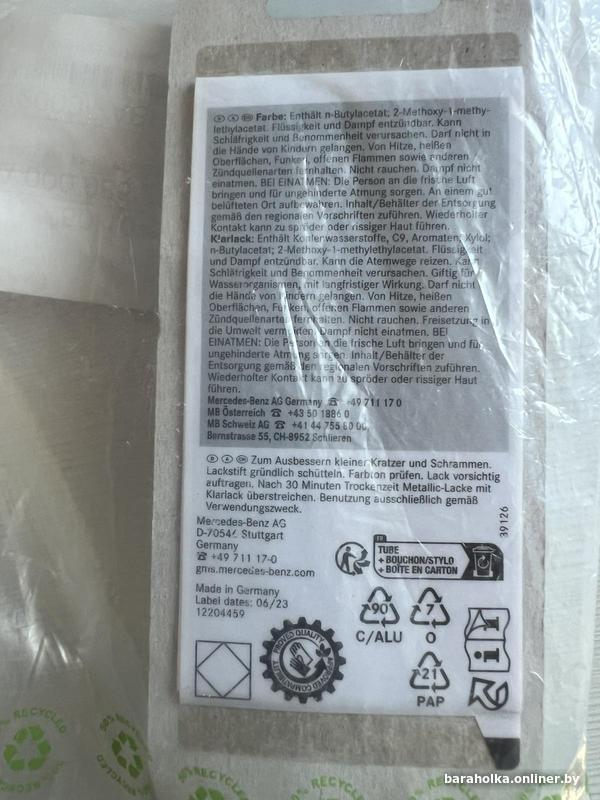 Farbe: Enthält n-Butylacetat; 2-Methoxy-1-methy-
lethylacetat. Flüssigkeit und Dampf entzündbar. Kann
Schläfrigkeit und Benommenheit verursachen. Darf nicht in
die Hände von Kindern gelangen. Von Hitze, heißen
Oberflächen, Funken, offenen Flammen sowie anderen
Zündquellenarten fernhalten. Nicht rauchen. Dampf nicht
einatmen. BEI EINATMEN: Die Person an die frische Luft
bringen und für ungehinderte Atmung sorgen. An einem gut
belüfteten Ort aufbewahren. Inhalt/Behälter der Entsorgung
gemäß den regionalen Vorschriften zuführen. Wiederholter
Kontakt kann zu spröder oder rissiger Haut führen.
Klarlack: Enthält Kohlenwasserstoffe, C9, Aromaten; Xylol;
n-Butylacetat; 2-Methoxy-1-methylethylacetat. Flüssigkeit
und Dampf entzündbar. Kann die Atemwege reizen. Kann
Schläfrigkeit und Benommenheit verursachen. Giftig für
Wasserorganismen, mit langfristiger Wirkung. Darf nicht
die Hände von Kindern gelangen. Von Hitze, heißen
Oberflächen, Funken, offenen Flammen sowie anderen
Zündquellenarten fernhalten. Nicht rauchen. Freisetzung in
die Umwelt vermeiden. Dampf nicht einatmen. BEI
EINATMEN: Die Person an die frische Luft bringen und für
ungehinderte Atmung sorgen. Inhalt/Behälter der
Entsorgung gemäß den regionalen Vorschriften zuführen.
Wiederholter Kontakt kann zu spröder oder rissiger Haut
führen.
Mercedes-Benz AG Germany ☎ +49 711 17 0
MB Österreich ☎ +43 50 1886 0
MB Schweiz AG ☎ +41 44 755 80 00,
Bernstrasse 55, CH-8952 Schlieren
D A CH Zum Ausbessern kleiner Kratzer und Schrammen.
Lackstift gründlich schütteln. Farbton prüfen. Lack vorsichtig
auftragen. Nach 30 Minuten Trockenzeit Metallic-Lacke mit
Klarlack überstreichen. Benutzung ausschließlich gemäß
Verwendungszweck.
39126
Mercedes-Benz AG
D-70546 Stuttgart
Germany
☎ +49 711 17-0
gms.mercedes-benz.com
FR
TUBE
+ BOUCHON/STYLO
+ BOÎTE EN CARTON
Made in Germany
Label dates: 06/23
12204459
PROVED QUALITY
APPROVED COMPATIBILITY
90
C/ALU
7
O
21
PAP
50% RECYCLED
50% RECYCLED
baraholka.onliner.by